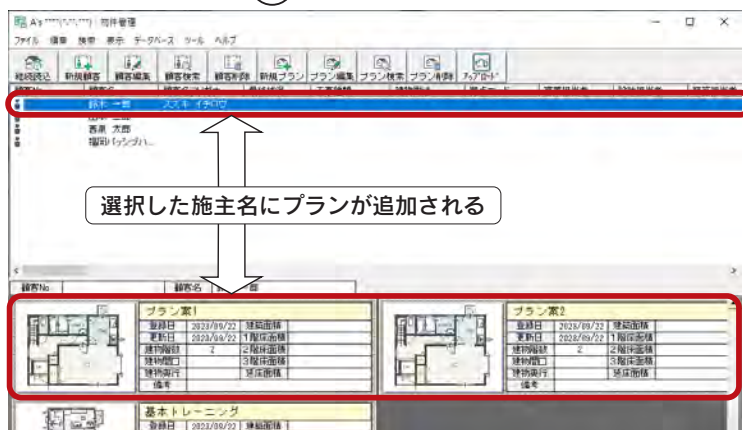 物件管理
ファイル 編集 検索 表示 データベース ツール ヘルプ
新規顧客 顧客編集 顧客検索 顧客削除 新規プラン プラン編集 プラン検索 プラン削除 アップロード
鈴木 一郎 スズキ イチロウ
太郎
選択した施主名にプランが追加される
顧客No 顧客名
プラン案1
登録日 2023/09/22 建築面積
更新日 2023/09/22 1階床面積
建物階数 2 2階床面積
建物間口 3階床面積
建物奥行 延床面積
備考
プラン案2
登録日 2023/09/22 建築面積
更新日 2023/09/22 1階床面積
建物階数 2 2階床面積
建物間口 3階床面積
建物奥行 延床面積
備考
基本トレーニング
登録日 2023/09/22 建築面積